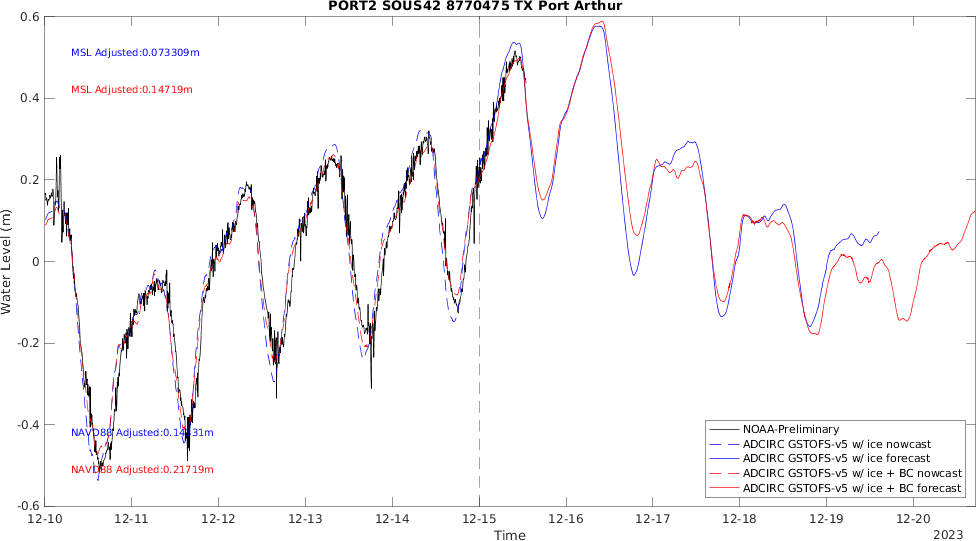 PORT2 SOUS42 8770475 TX Port Arthur
0.6
MSL Adjusted:0.073309m
MSL Adjusted:0.14719m
0.4
0.2
0
-0.2
-0.4
-0.6
Water Level (m)
NAVD88
NAVD88 Adjusted:0.21719m
NOAA-Preliminary
ADCIRC GSTOFS-v5 w/ ice nowcast
ADCIRC GSTOFS-v5 w/ ice forecast
ADCIRC GSTOFS-v5 w/ ice + BC nowcast
ADCIRC GSTOFS-v5 w/ ice + BC forecast
12-10 12-11 12-12 12-13 12-14 12-15 12-16 12-17 12-18 12-19 12-20
Time
2023